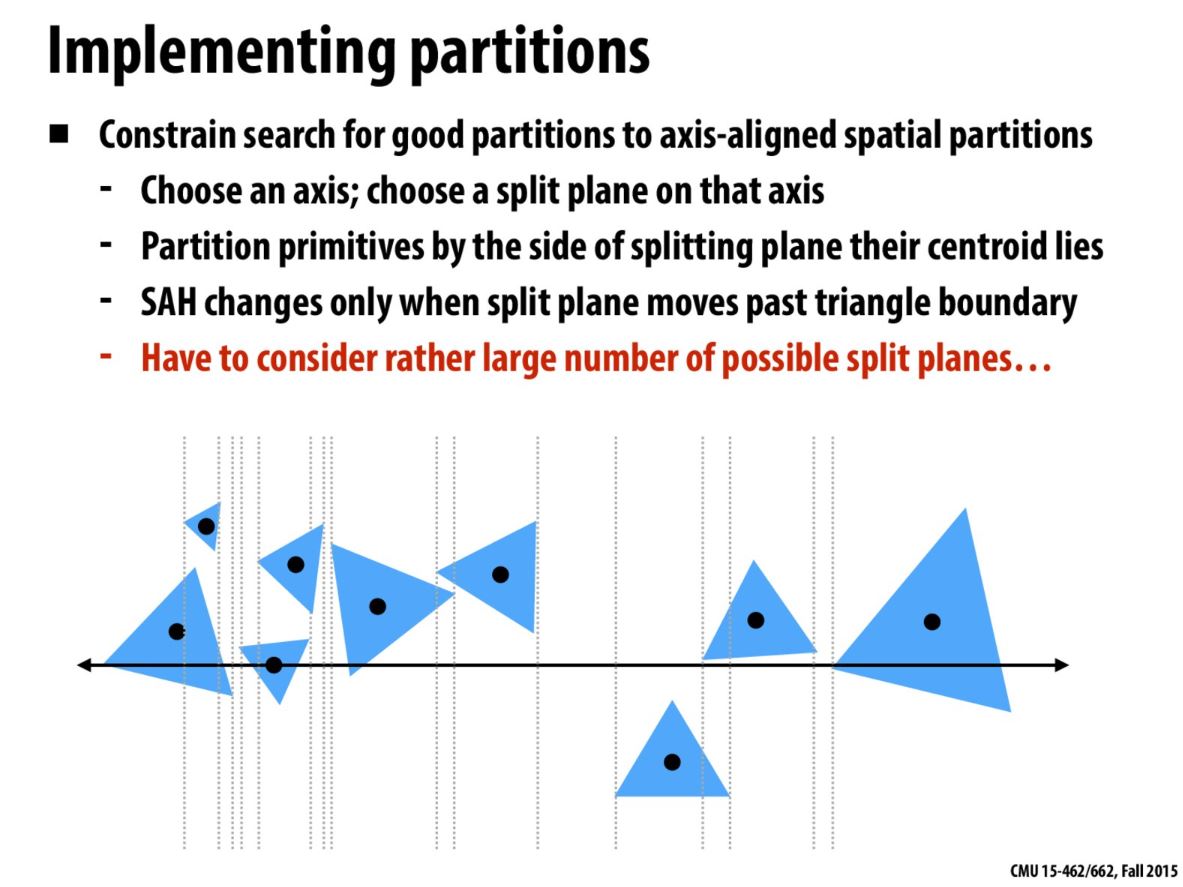 Implementing partitions
■ Constrain search for good partitions to axis-aligned spatial partitions
- Choose an axis; choose a split plane on that axis
- Partition primitives by the side of splitting plane their centroid lies
- SAH changes only when split plane moves past triangle boundary
- Have to consider rather large number of possible split planes…
CMU 15-462/662, Fall 2015